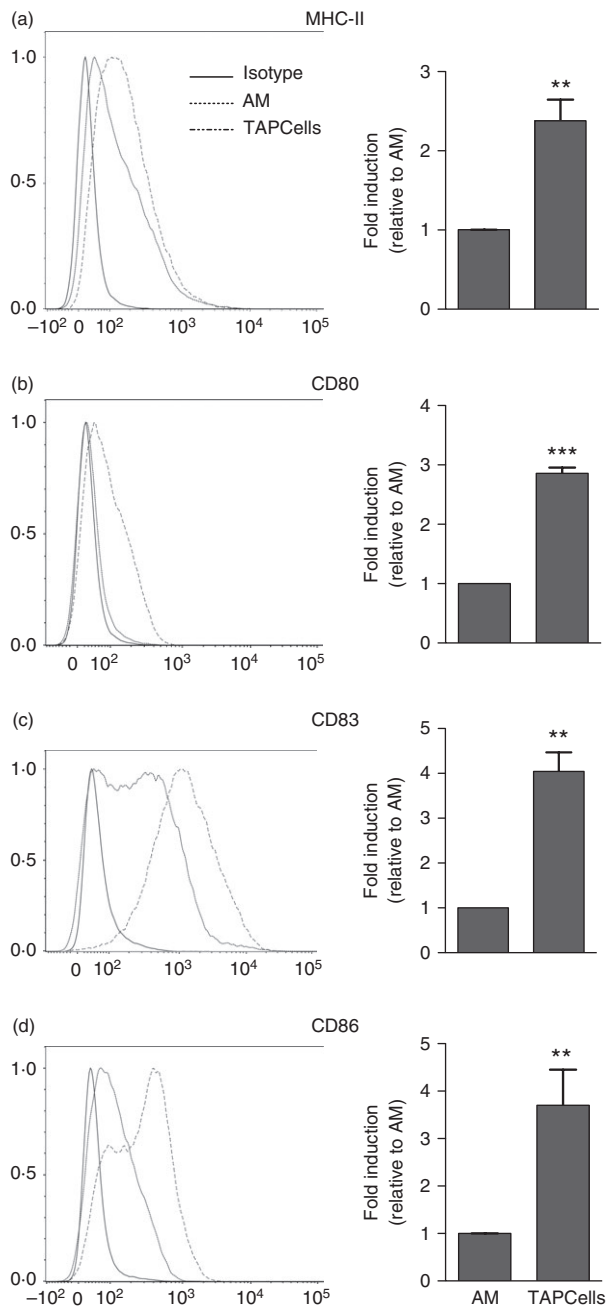 (a) MHC-II
1·0
0·5
0·0
Isotype
AM
TAPCells
–10² 0 10² 10³ 10⁴ 10⁵
Fold induction
(relative to AM)
3
2
1
0
**
(b) CD80
1·0
0·5
0·0
0 10² 10³ 10⁴ 10⁵
Fold induction
(relative to AM)
4
3
2
1
0
***
(c) CD83
1·0
0·5
0·0
0 10² 10³ 10⁴ 10⁵
Fold induction
(relative to AM)
5
4
3
2
1
0
**
(d) CD86
1·0
0·5
0·0
–10² 0 10² 10³ 10⁴ 10⁵
Fold induction
(relative to AM)
5
4
3
2
1
0
**
AM TAPCells